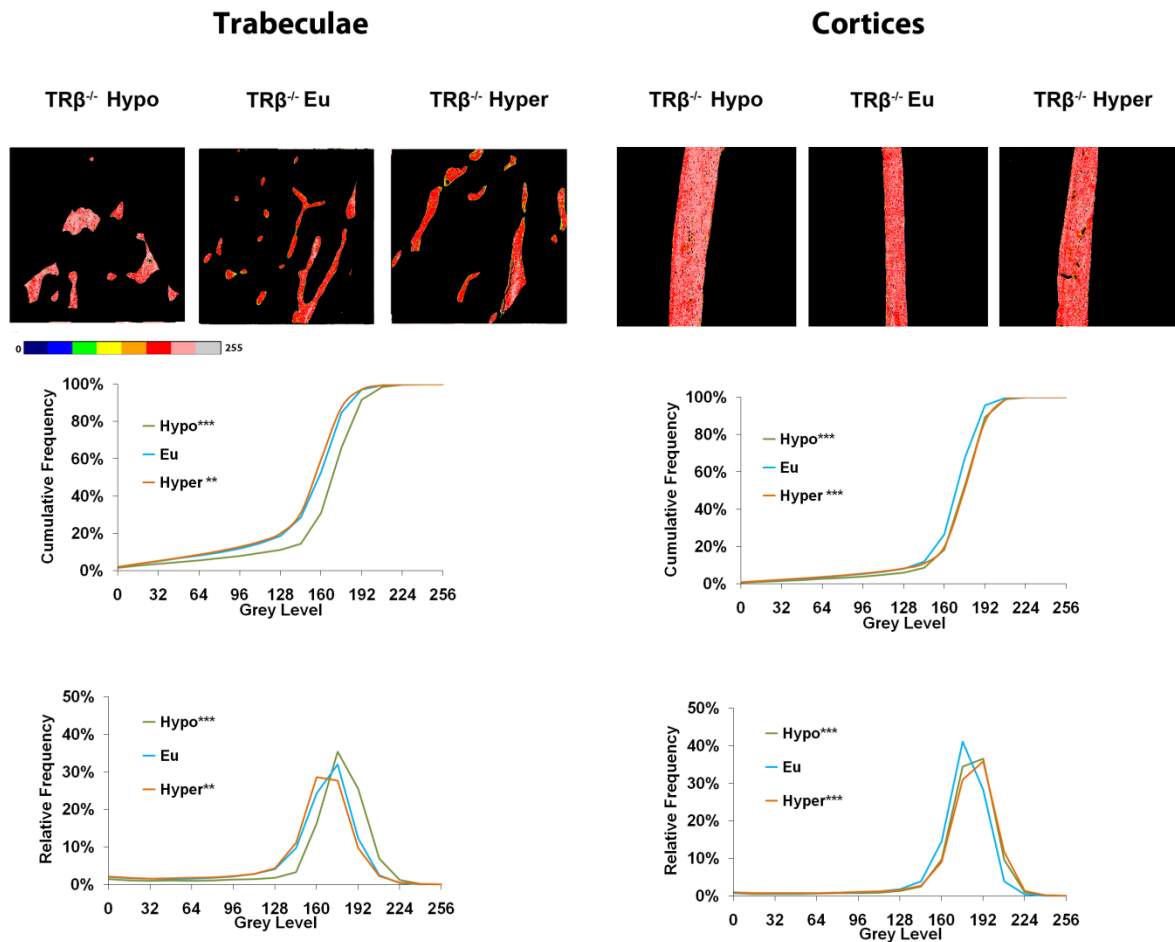 Trabeculae
Cortices
TRβ-/- Hypo
TRβ-/- Eu
TRβ-/- Hyper
TRβ-/- Hypo
TRβ-/- Eu
TRβ-/- Hyper
0
255
100%
80%
60%
40%
20%
0%
Cumulative Frequency
Hypo***
Eu
Hyper **
0 32 64 96 128 160 192 224 256
Grey Level
100%
80%
60%
40%
20%
0%
Cumulative Frequency
Hypo***
Eu
Hyper ***
0 32 64 96 128 160 192 224 256
Grey Level
50%
40%
30%
20%
10%
0%
Relative Frequency
Hypo***
Eu
Hyper**
0 32 64 96 128 160 192 224 256
Grey Level
50%
40%
30%
20%
10%
0%
Relative Frequency
Hypo***
Eu
Hyper***
0 32 64 96 128 160 192 224 256
Grey Level